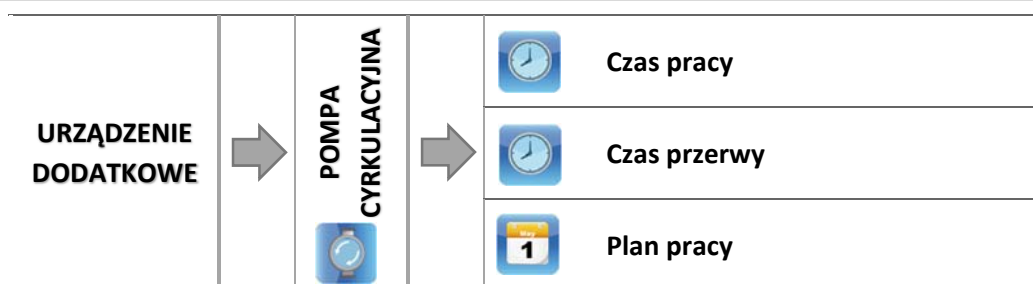 URZĄDZENIE
DODATKOWE
POMPA
CYRKULACYJNA
Czas pracy
Czas przerwy
May
1
Plan pracy